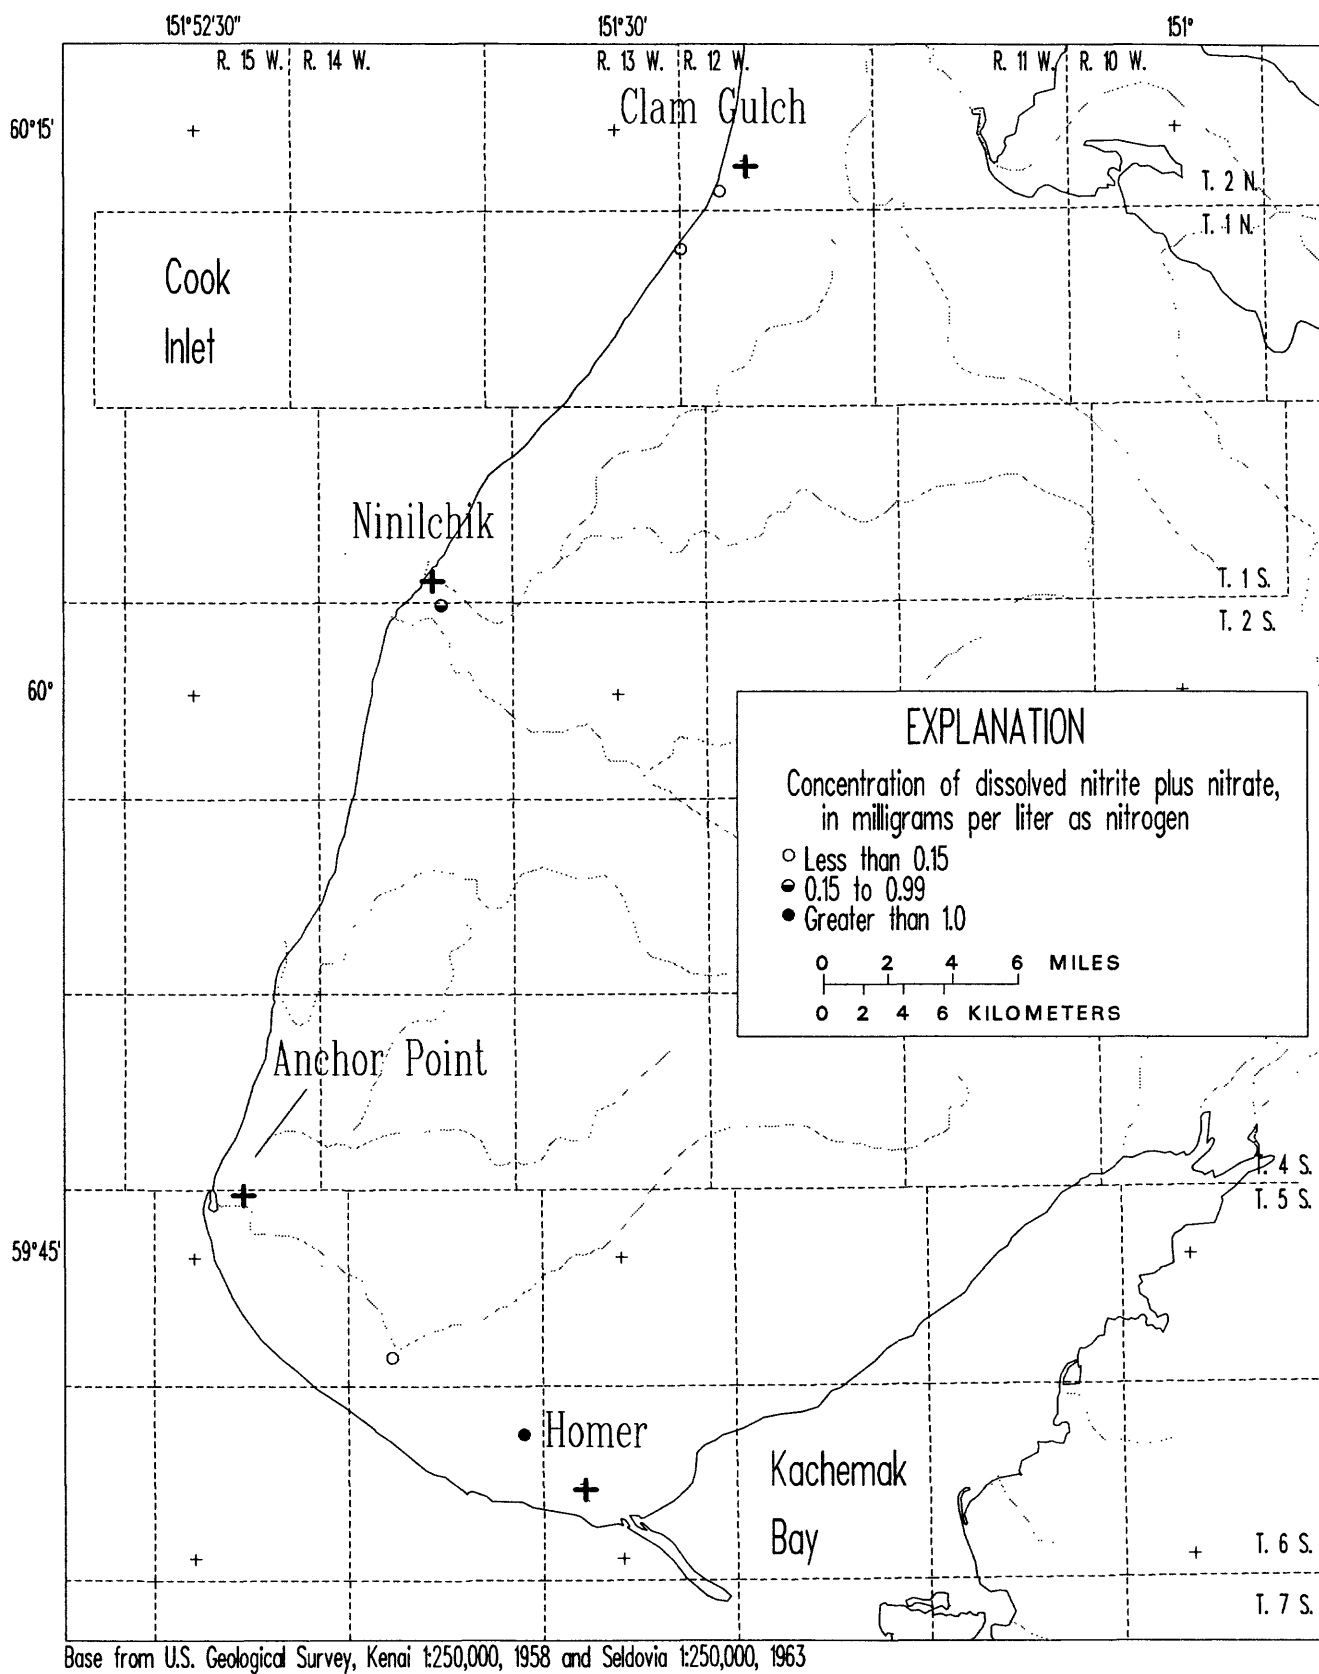 151°52'30" 151°30' 151°
R. 15 W. R. 14 W. R. 13 W. R. 12 W. R. 11 W. R. 10 W.
Clam Gulch
60°15'
T. 2 N.
T. 1 N.
Cook
Inlet
Ninilchik
T. 1 S.
T. 2 S.
60°
EXPLANATION
Concentration of dissolved nitrite plus nitrate,
in milligrams per liter as nitrogen
Less than 0.15
0.15 to 0.99
Greater than 1.0
0 2 4 6 MILES
0 2 4 6 KILOMETERS
Anchor Point
T. 4 S.
T. 5 S.
59°45'
Homer
Kachemak
Bay
T. 6 S.
T. 7 S.
Base from U.S. Geological Survey, Kenai 1:250,000, 1958 and Seldovia 1:250,000, 1963